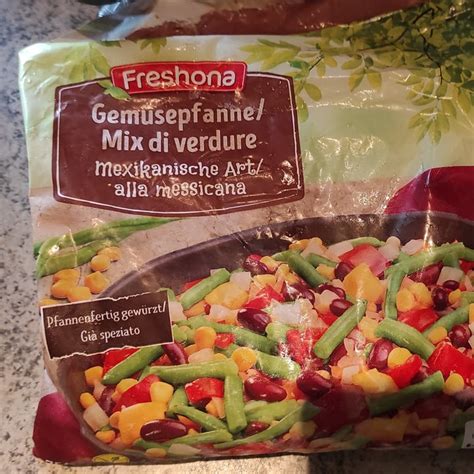 Freshona
Gemüsepfanne/
Mix di verdure
Mexikanische Art/
alla messicana
Pfannenfertig gewürzt/
Già speziato